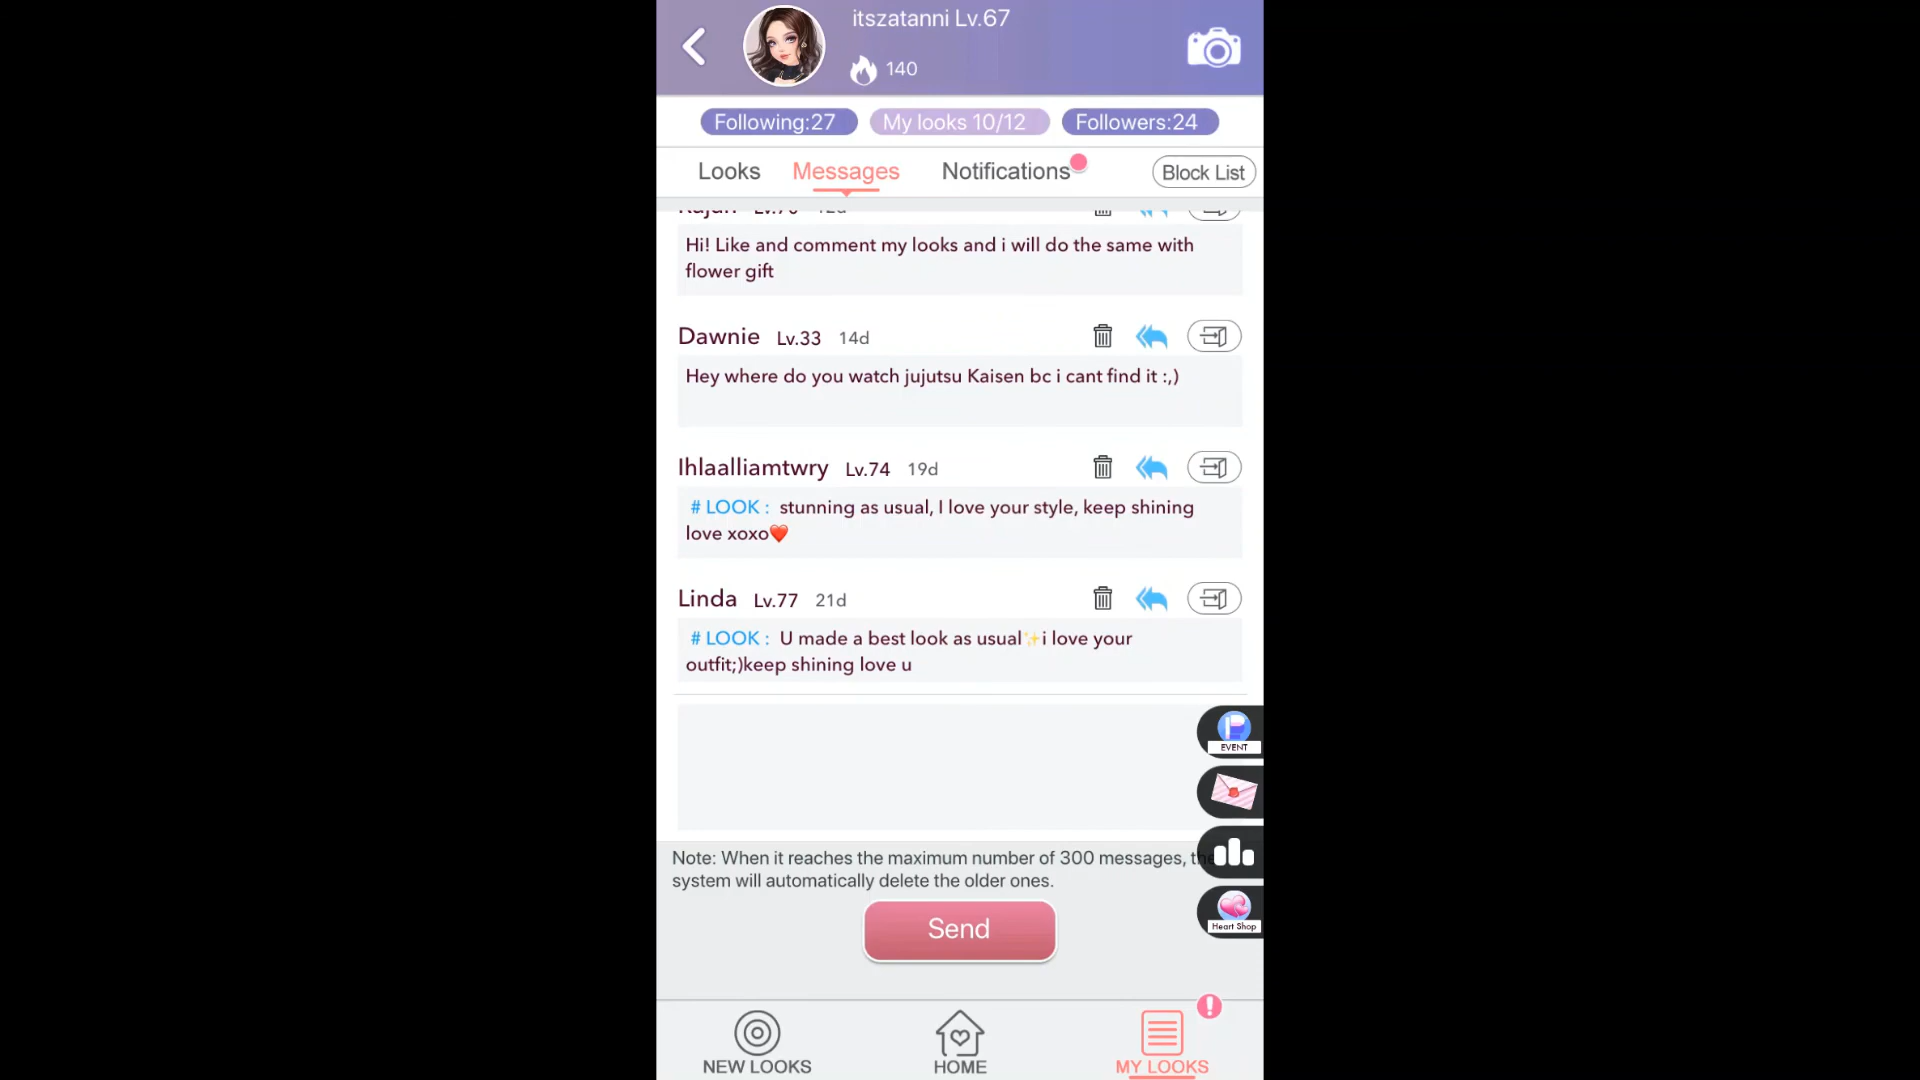 itszatanni Lv.67
140
Following:27 My looks 10/12 Followers:24
Looks Messages Notifications Block List
Hi! Like and comment my looks and i will do the same with
flower gift
Dawnie Lv.33 14d
Hey where do you watch jujutsu Kaisen bc i cant find it :,)
Ihlaalliamtwry Lv.74 19d
# LOOK : stunning as usual, I love your style, keep shining
love xoxo❤️
Linda Lv.77 21d
# LOOK : U made a best look as usual✨i love your
outfit;)keep shining love u
EVENT
Note: When it reaches the maximum number of 300 messages, the
system will automatically delete the older ones.
Heart Shop
Send
NEW LOOKS HOME MY LOOKS